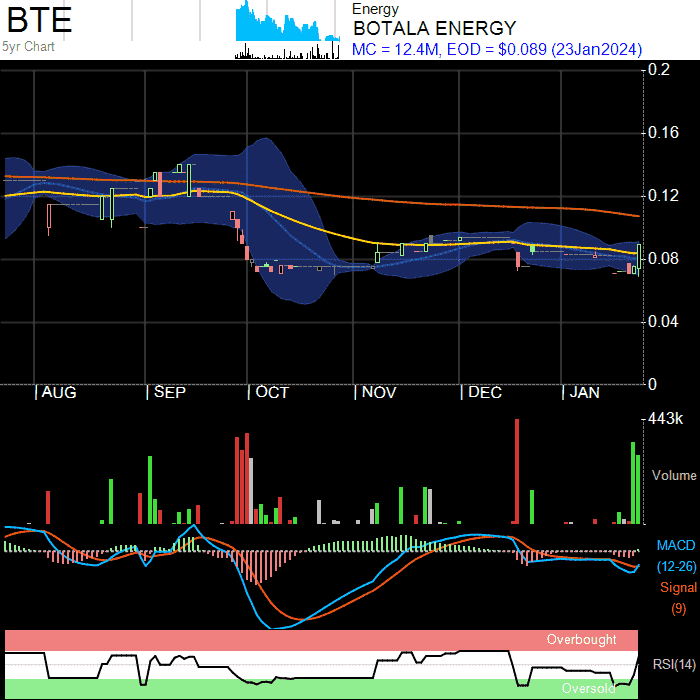 BTE
5yr Chart
Energy
BOTALA ENERGY
MC = 12.4M, EOD = $0.089 (23Jan2024)
0.2
0.16
0.12
0.08
0.04
0
AUG SEP OCT NOV DEC JAN
443k
Volume
MACD
(12-26)
Signal
(9)
Overbought
RSI(14)
Oversold